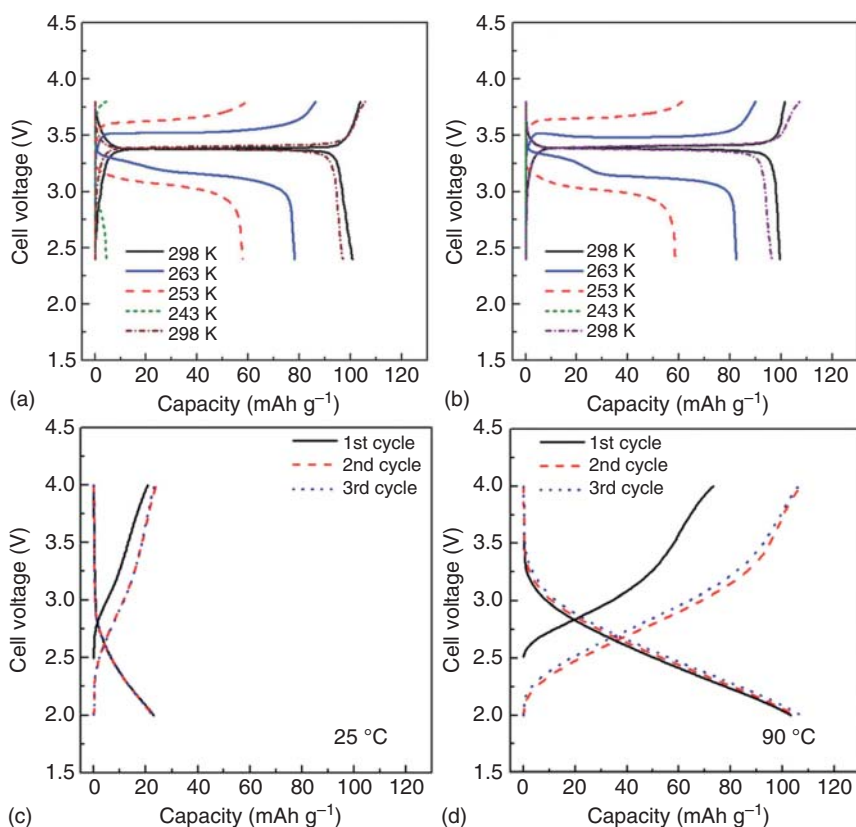 4.5
4.0
3.5
3.0
2.5
2.0
1.5
Cell voltage (V)
298 K
263 K
253 K
243 K
298 K
0 20 40 60 80 100 120
(a) Capacity (mAh g⁻¹)
4.5
4.0
3.5
3.0
2.5
2.0
1.5
Cell voltage (V)
298 K
263 K
253 K
243 K
298 K
0 20 40 60 80 100 120
(b) Capacity (mAh g⁻¹)
4.5
4.0
3.5
3.0
2.5
2.0
1.5
Cell voltage (V)
1st cycle
2nd cycle
3rd cycle
25 °C
0 20 40 60 80 100 120
(c) Capacity (mAh g⁻¹)
4.5
4.0
3.5
3.0
2.5
2.0
1.5
Cell voltage (V)
1st cycle
2nd cycle
3rd cycle
90 °C
0 20 40 60 80 100 120
(d) Capacity (mAh g⁻¹)